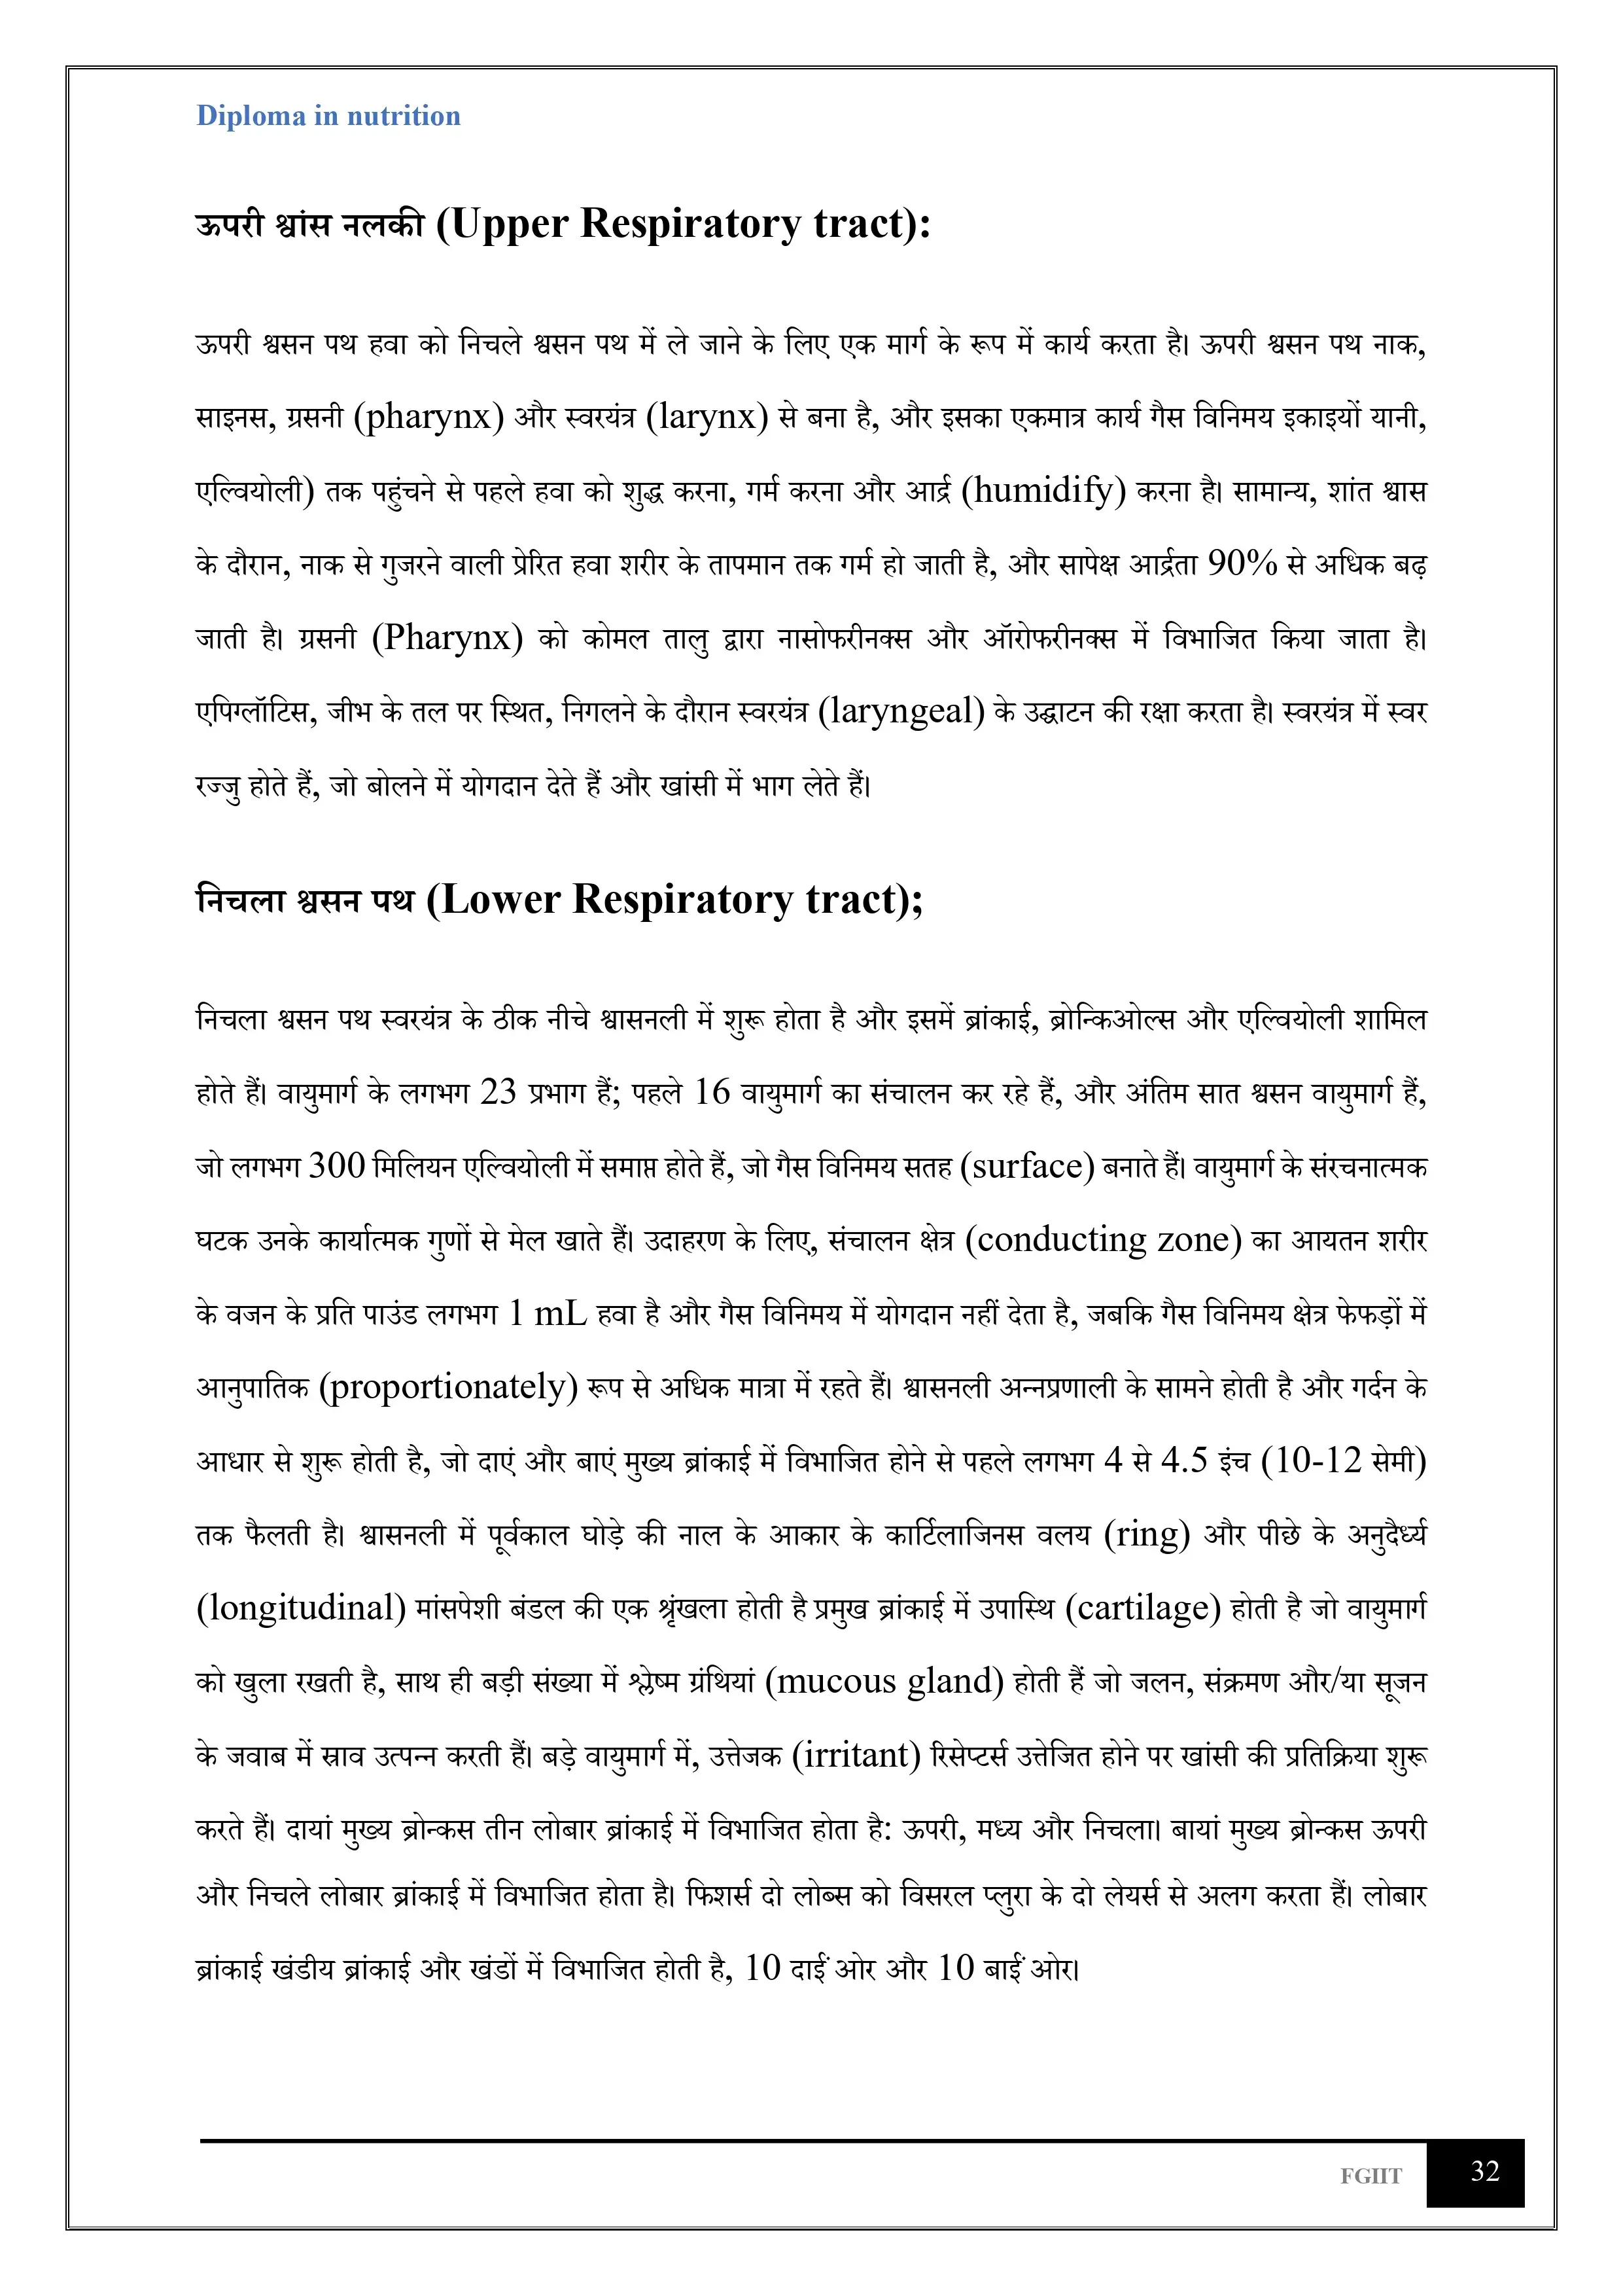 Diploma in nutrition
ऊपरी श्वांस नलकी (Upper Respiratory tract):
ऊपरी श्वसन पथ हवा को निचले श्वसन पथ में ले जाने के लिए एक मार्ग के रूप में कार्य करता है। ऊपरी श्वसन पथ नाक,
साइनस, ग्रसनी (pharynx) और स्वरयंत्र (larynx) से बना है, और इसका एकमात्र कार्य गैस विनिमय इकाइयों यानी,
एल्वियोली) तक पहुंचने से पहले हवा को शुद्ध करना, गर्म करना और आर्द्र (humidify) करना है। सामान्य, शांत श्वास
के दौरान, नाक से गुजरने वाली प्रेरित हवा शरीर के तापमान तक गर्म हो जाती है, और सापेक्ष आर्द्रता 90% से अधिक बढ़
जाती है। ग्रसनी (Pharynx) को कोमल तालु द्वारा नासोफरीनक्स और ऑरोफरीनक्स में विभाजित किया जाता है।
एपिग्लॉटिस, जीभ के तल पर स्थित, निगलने के दौरान स्वरयंत्र (laryngeal) के उद्घाटन की रक्षा करता है। स्वरयंत्र में स्वर
रज्जु होते हैं, जो बोलने में योगदान देते हैं और खांसी में भाग लेते हैं।
निचला श्वसन पथ (Lower Respiratory tract);
निचला श्वसन पथ स्वरयंत्र के ठीक नीचे श्वासनली में शुरू होता है और इसमें ब्रांकाई, ब्रोन्किओल्स और एल्वियोली शामिल
होते हैं। वायुमार्ग के लगभग 23 प्रभाग हैं; पहले 16 वायुमार्ग का संचालन कर रहे हैं, और अंतिम सात श्वसन वायुमार्ग हैं,
जो लगभग 300 मिलियन एल्वियोली में समाप्त होते हैं, जो गैस विनिमय सतह (surface) बनाते हैं। वायुमार्ग के संरचनात्मक
घटक उनके कार्यात्मक गुणों से मेल खाते हैं। उदाहरण के लिए, संचालन क्षेत्र (conducting zone) का आयतन शरीर
के वजन के प्रति पाउंड लगभग 1 mL हवा है और गैस विनिमय में योगदान नहीं देता है, जबकि गैस विनिमय क्षेत्र फेफड़ों में
आनुपातिक (proportionately) रूप से अधिक मात्रा में रहते हैं। श्वासनली अन्नप्रणाली के सामने होती है और गर्दन के
आधार से शुरू होती है, जो दाएं और बाएं मुख्य ब्रांकाई में विभाजित होने से पहले लगभग 4 से 4.5 इंच (10-12 सेमी)
तक फैलती है। श्वासनली में पूर्वकाल घोड़े की नाल के आकार के कार्टिलाजिनस वलय (ring) और पीछे के अनुदैर्ध्य
(longitudinal) मांसपेशी बंडल की एक श्रृंखला होती है प्रमुख ब्रांकाई में उपास्थि (cartilage) होती है जो वायुमार्ग
को खुला रखती है, साथ ही बड़ी संख्या में श्लेष्म ग्रंथियां (mucous gland) होती हैं जो जलन, संक्रमण और/या सूजन
के जवाब में स्राव उत्पन्न करती हैं। बड़े वायुमार्ग में, उत्तेजक (irritant) रिसेप्टर्स उत्तेजित होने पर खांसी की प्रतिक्रिया शुरू
करते हैं। दायां मुख्य ब्रोन्कस तीन लोबार ब्रांकाई में विभाजित होता है: ऊपरी, मध्य और निचला। बायां मुख्य ब्रोन्कस ऊपरी
और निचले लोबार ब्रांकाई में विभाजित होता है। फिशर्स दो लोब्स को विसरल प्लुरा के दो लेयर्स से अलग करता हैं। लोबार
ब्रांकाई खंडीय ब्रांकाई और खंडों में विभाजित होती है, 10 दाईं ओर और 10 बाईं ओर।
FGIIT 32